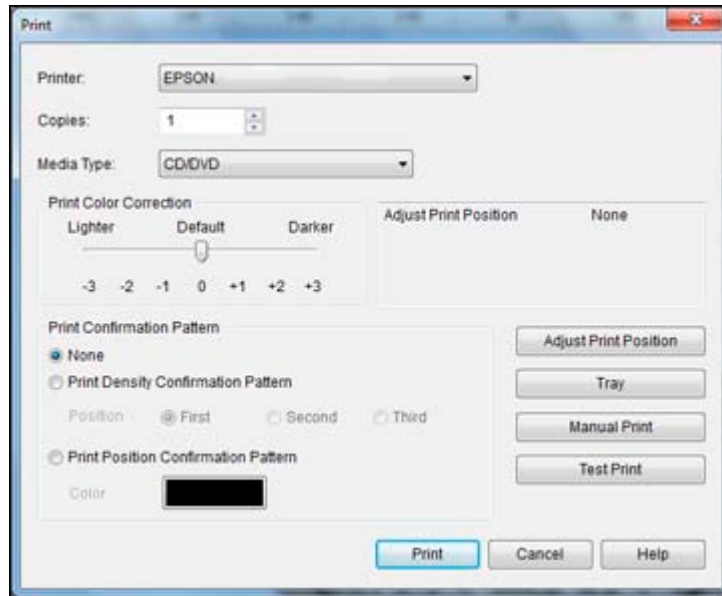 Print
Printer: EPSON
Copies: 1
Media Type: CD/DVD
Print Color Correction
Lighter Default Darker
-3 -2 -1 0 +1 +2 +3
Adjust Print Position None
Print Confirmation Pattern
None
Print Density Confirmation Pattern
Position First Second Third
Print Position Confirmation Pattern
Color
Adjust Print Position
Tray
Manual Print
Test Print
Print Cancel Help